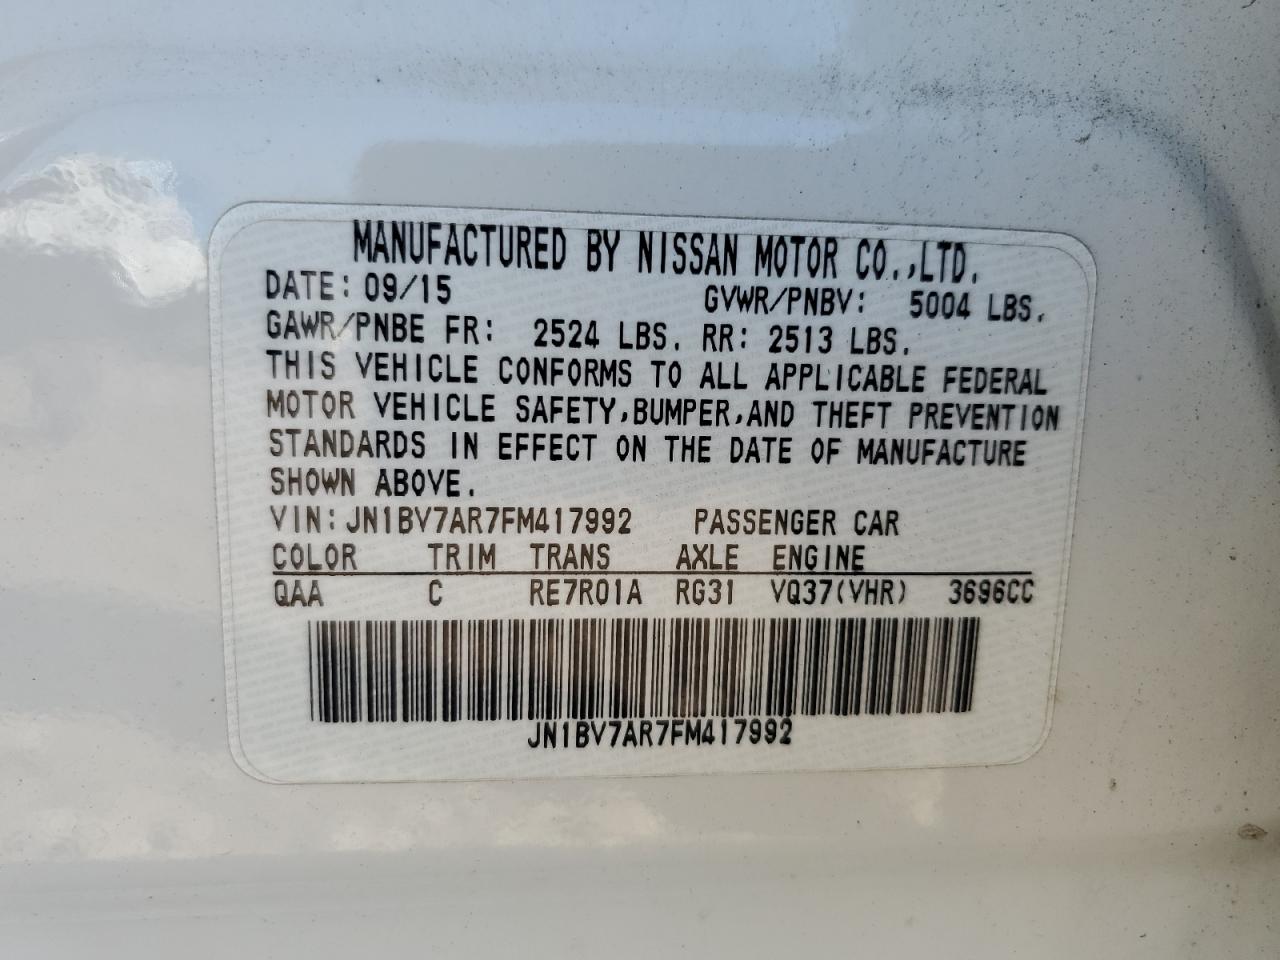 MANUFACTURED BY NISSAN MOTOR CO.,LTD.
DATE: 09/15 GVWR/PNBV: 5004 LBS.
GAWR/PNBE FR: 2524 LBS. RR: 2513 LBS.
THIS VEHICLE CONFORMS TO ALL APPLICABLE FEDERAL
MOTOR VEHICLE SAFETY,BUMPER,AND THEFT PREVENTION
STANDARDS IN EFFECT ON THE DATE OF MANUFACTURE
SHOWN ABOVE.
VIN:JN1BV7AR7FM417992 PASSENGER CAR
COLOR TRIM TRANS AXLE ENGINE
QAA C RE7R01A RG31 VQ37(VHR) 3696CC
JN1BV7AR7FM417992